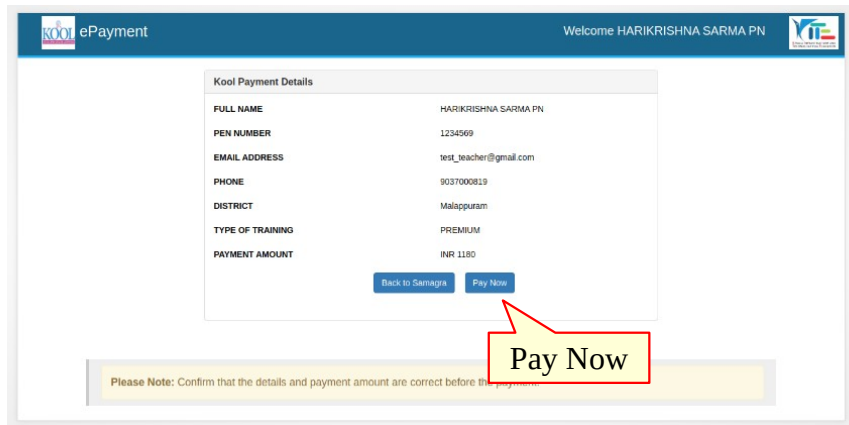 KOOL ePayment
Welcome HARIKRISHNA SARMA PN
Kool Payment Details
FULL NAME HARIKRISHNA SARMA PN
PEN NUMBER 1234569
EMAIL ADDRESS test_teacher@gmail.com
PHONE 9037000819
DISTRICT Malappuram
TYPE OF TRAINING PREMIUM
PAYMENT AMOUNT INR 1180
Back to Samagra Pay Now
Pay Now
Please Note: Confirm that the details and payment amount are correct before the payment.